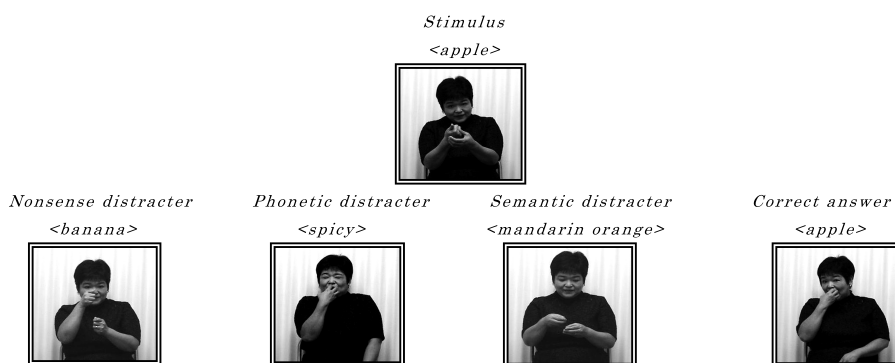 Stimulus
<apple>
Nonsense distracter
<banana>
Phonetic distracter
<spicy>
Semantic distracter
<mandarin orange>
Correct answer
<apple>